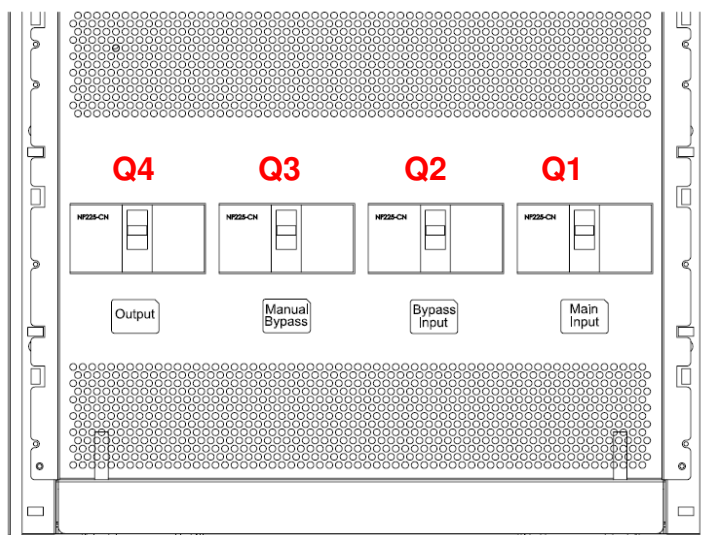 Q4 Q3 Q2 Q1
NF225-CN NF225-CN NF225-CN NF225-CN
Output
Manual
Bypass
Bypass
Input
Main
Input